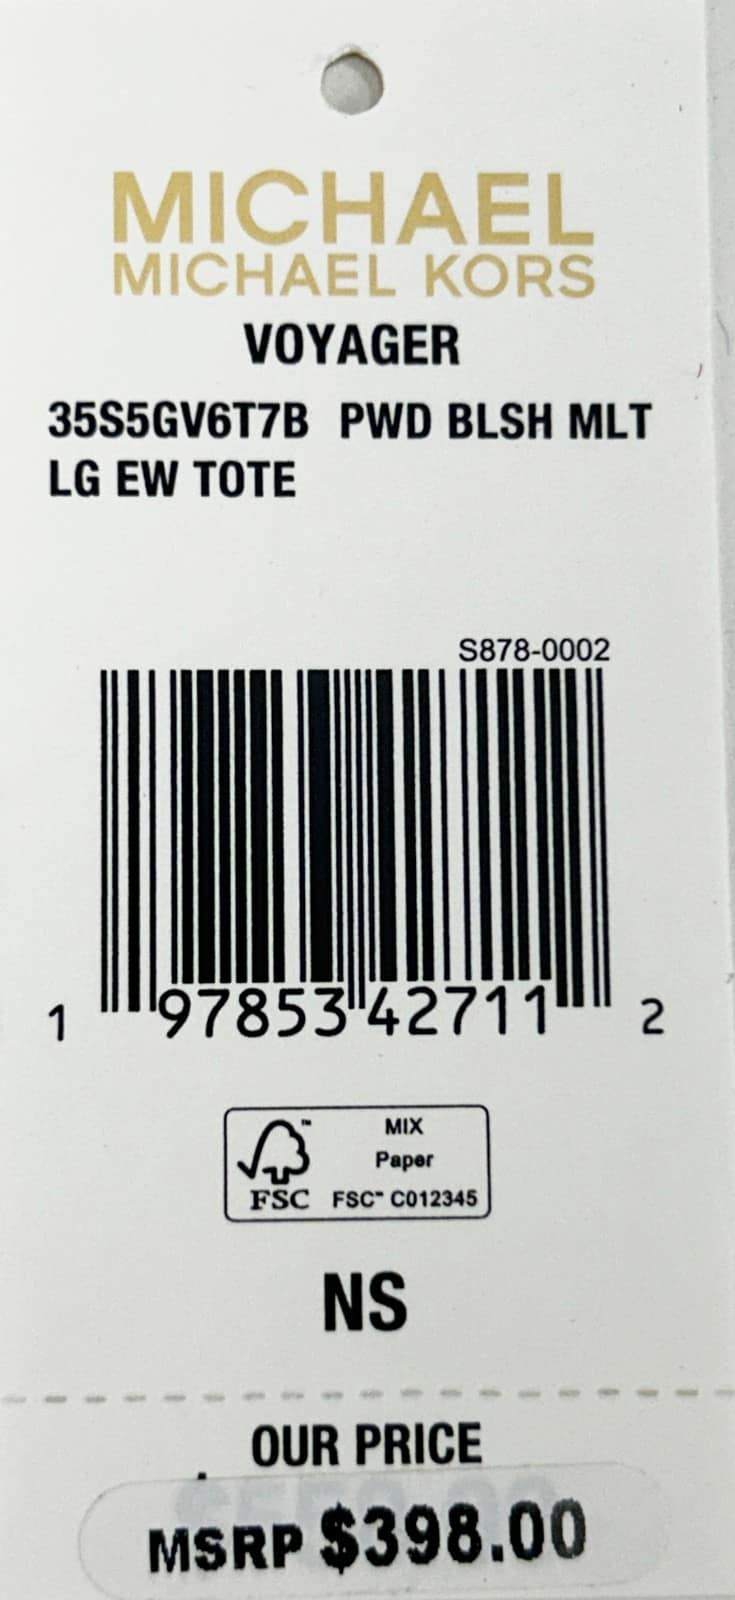 MICHAEL
MICHAEL KORS
VOYAGER
35S5GV6T7B PWD BLSH MLT
LG EW TOTE
S878-0002
1 97853 42711 2
MIX
Paper
FSC FSC™ C012345
NS
OUR PRICE
MSRP $398.00